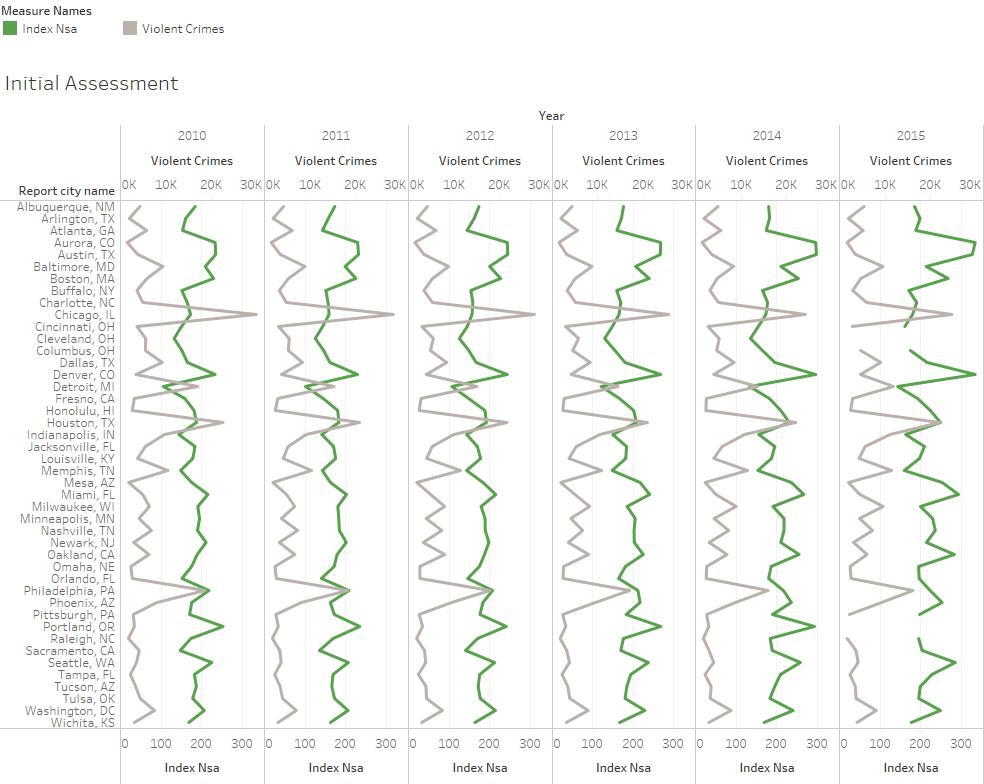 Measure Names
Index Nsa Violent Crimes
Initial Assessment
Year
2010 2011 2012 2013 2014 2015
Violent Crimes Violent Crimes Violent Crimes Violent Crimes Violent Crimes Violent Crimes
Report city name 0K 10K 20K 30K 0K 10K 20K 30K 0K 10K 20K 30K 0K 10K 20K 30K 0K 10K 20K 30K 0K 10K 20K 30K
Albuquerque, NM
Arlington, TX
Atlanta, GA
Aurora, CO
Austin, TX
Baltimore, MD
Boston, MA
Buffalo, NY
Charlotte, NC
Chicago, IL
Cincinnati, OH
Cleveland, OH
Columbus, OH
Dallas, TX
Denver, CO
Detroit, MI
Fresno, CA
Honolulu, HI
Houston, TX
Indianapolis, IN
Jacksonville, FL
Louisville, KY
Memphis, TN
Mesa, AZ
Miami, FL
Milwaukee, WI
Minneapolis, MN
Nashville, TN
Newark, NJ
Oakland, CA
Omaha, NE
Orlando, FL
Philadelphia, PA
Phoenix, AZ
Pittsburgh, PA
Portland, OR
Raleigh, NC
Sacramento, CA
Seattle, WA
Tampa, FL
Tucson, AZ
Tulsa, OK
Washington, DC
Wichita, KS
0 100 200 300 0 100 200 300 0 100 200 300 0 100 200 300 0 100 200 300 0 100 200 300
Index Nsa Index Nsa Index Nsa Index Nsa Index Nsa Index Nsa